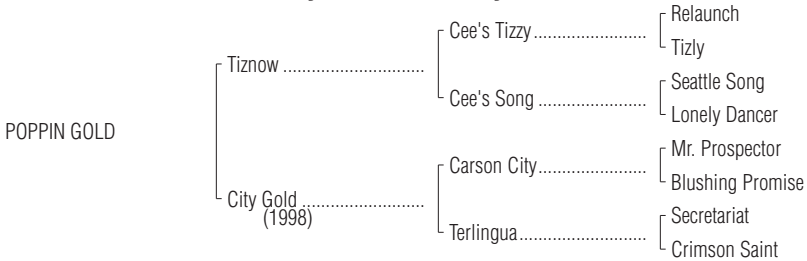 Relaunch
Cee's Tizzy
Tizly
Tiznow
Seattle Song
Cee's Song
Lonely Dancer
POPPIN GOLD
Mr. Prospector
Carson City
Blushing Promise
City Gold
(1998)
Secretariat
Terlingua
Crimson Saint